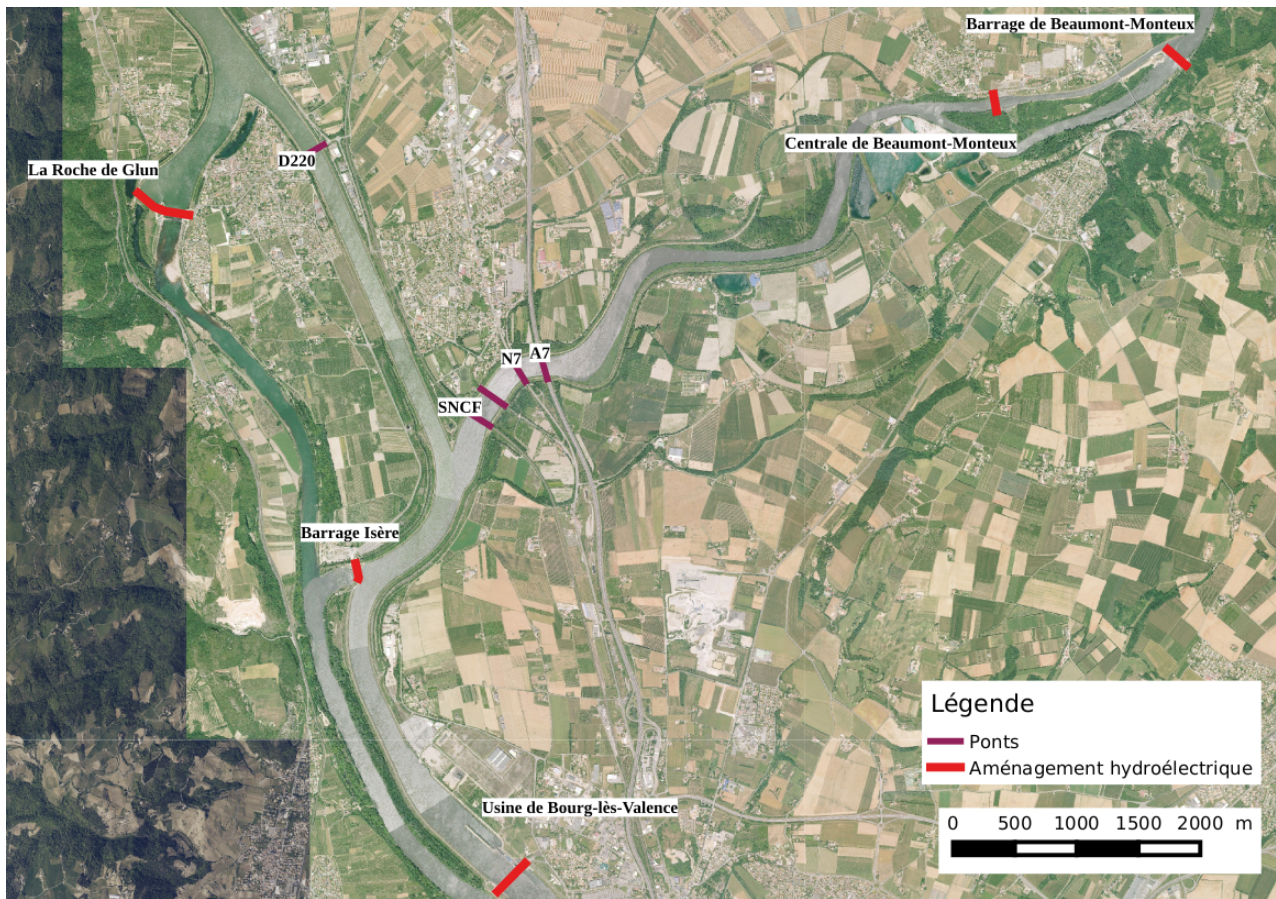 Barrage de Beaumont-Monteux
Centrale de Beaumont-Monteux
D220
La Roche de Glun
N7
A7
SNCF
Barrage Isère
Usine de Bourg-lès-Valence
Légende
Ponts
Aménagement hydroélectrique
0 500 1000 1500 2000 m